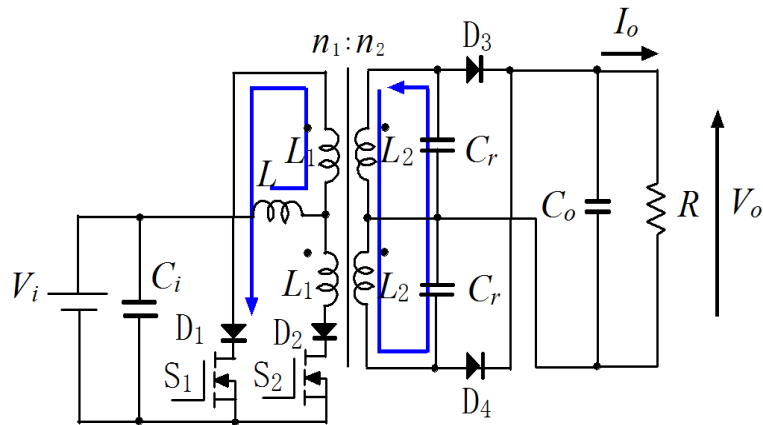 n₁:n₂
D₃
Iₒ
L₁
L₂
Cᵣ
L
Cₒ
R
Vₒ
Vᵢ
Cᵢ
L₁
L₂
Cᵣ
D₁
D₂
S₁
S₂
D₄